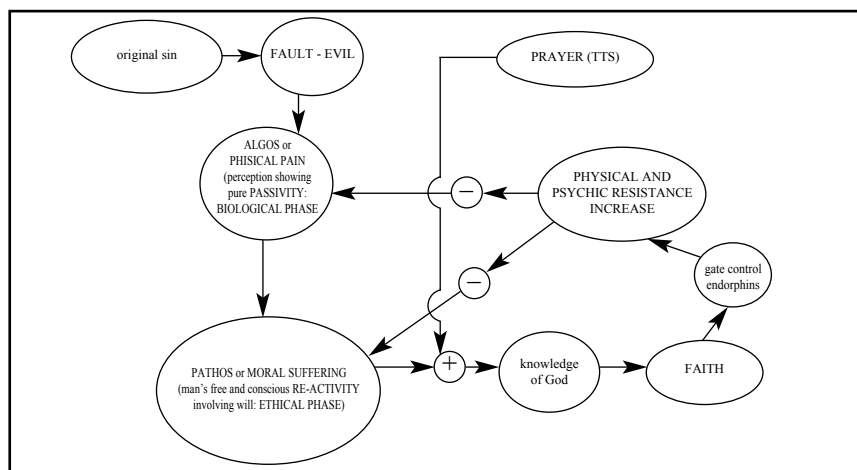 original sin
FAULT - EVIL
PRAYER (TTS)
ALGOS or
PHISICAL PAIN
(perception showing
pure PASSIVITY:
BIOLOGICAL PHASE
−
PHYSICAL AND
PSYCHIC RESISTANCE
INCREASE
gate control
endorphins
−
PATHOS or MORAL SUFFERING
(man's free and conscious RE-ACTIVITY
involving will: ETHICAL PHASE)
+
knowledge
of God
FAITH